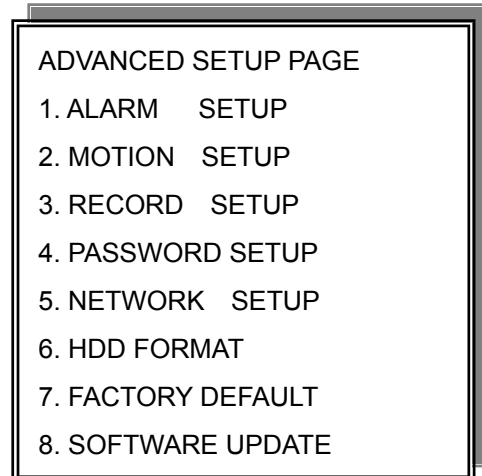 ADVANCED SETUP PAGE
1. ALARM SETUP
2. MOTION SETUP
3. RECORD SETUP
4. PASSWORD SETUP
5. NETWORK SETUP
6. HDD FORMAT
7. FACTORY DEFAULT
8. SOFTWARE UPDATE